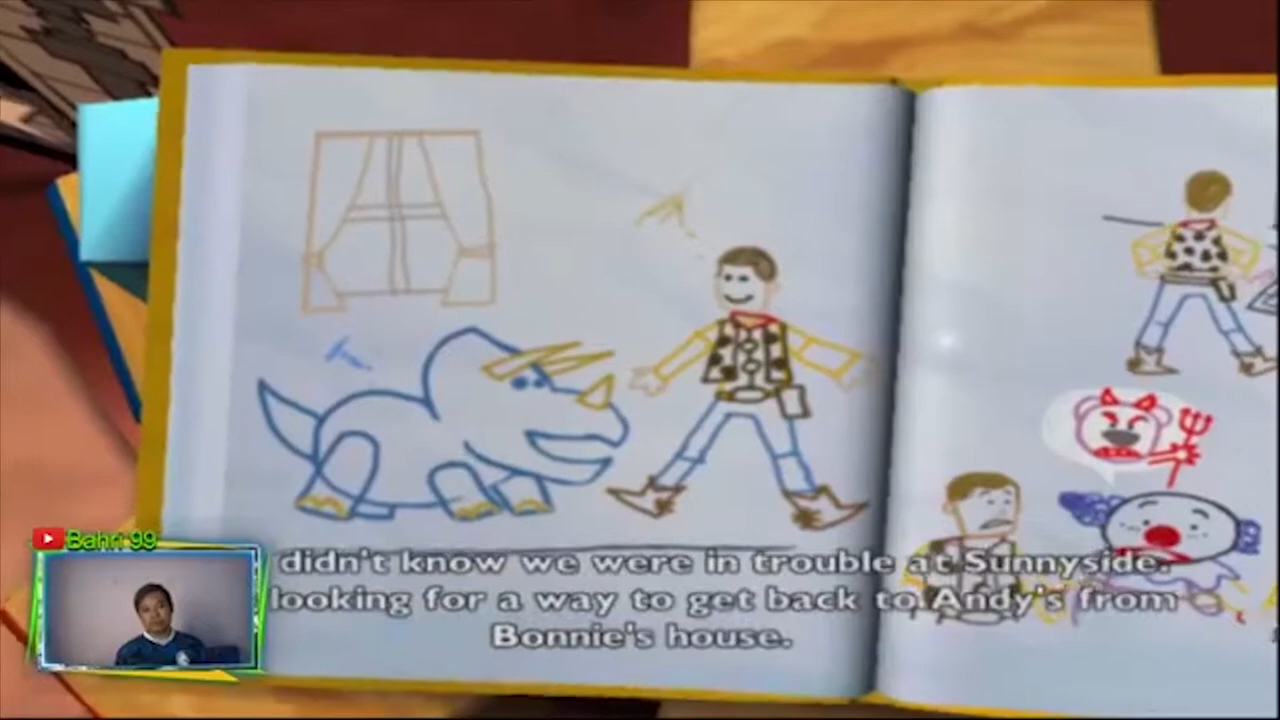 Bahri 99
didn't know we were in trouble at Sunnyside.
looking for a way to get back to Andy's from
Bonnie's house.